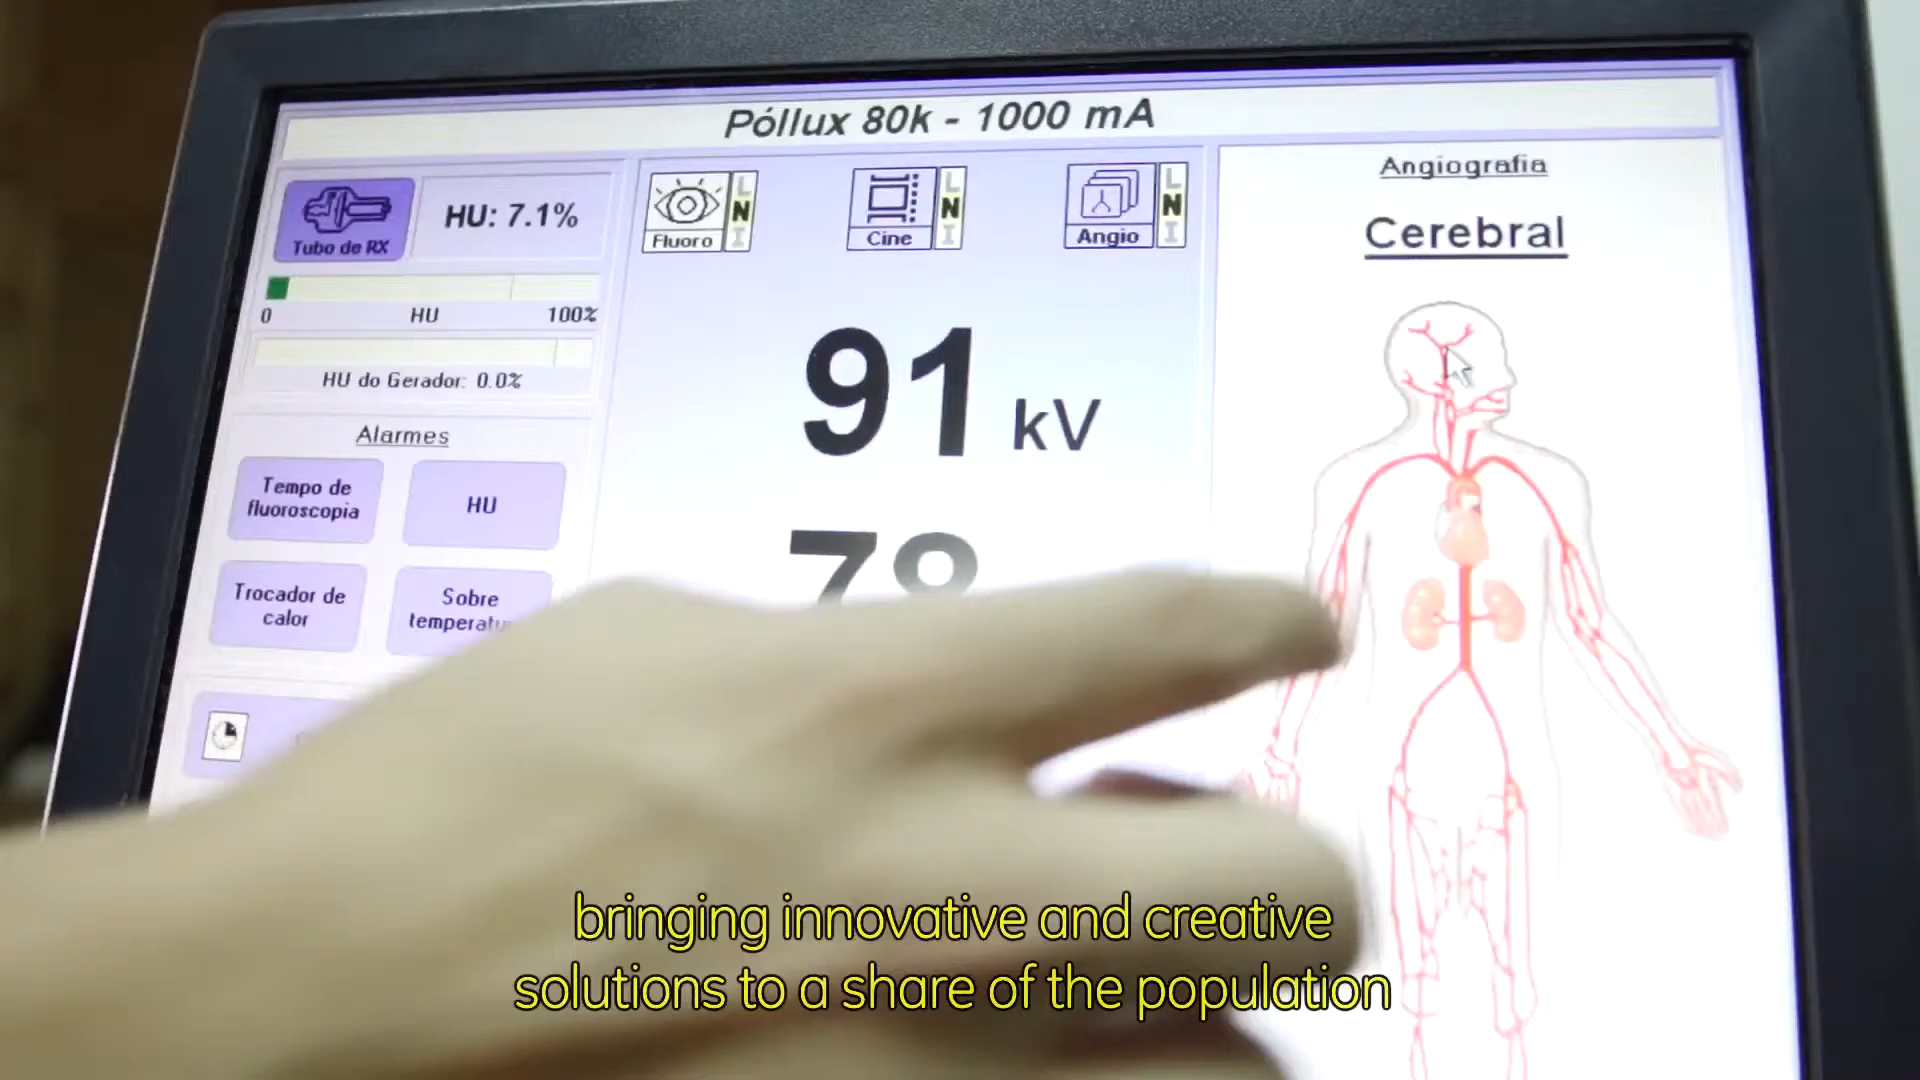 Póllux 80k - 1000 mA
Tubo de RX
HU: 7.1%
0 HU 100%
HU do Gerador: 0.0%
Alarmes
Tempo de
fluoroscopia
HU
Trocador de
calor
Sobre
L
N
I
Fluoro
L
N
I
Cine
L
N
I
Angio
91 kV
Angiografia
Cerebral
bringing innovative and creative
solutions to a share of the population